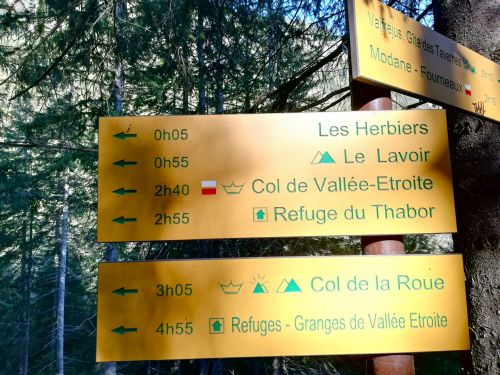 Valfréjus, Gîte des Tavernes
Modane - Fourneaux
0h05 Les Herbiers
0h55 Le Lavoir
2h40 Col de Vallée-Etroite
2h55 Refuge du Thabor
3h05 Col de la Roue
4h55 Refuges - Granges de Vallée Etroite